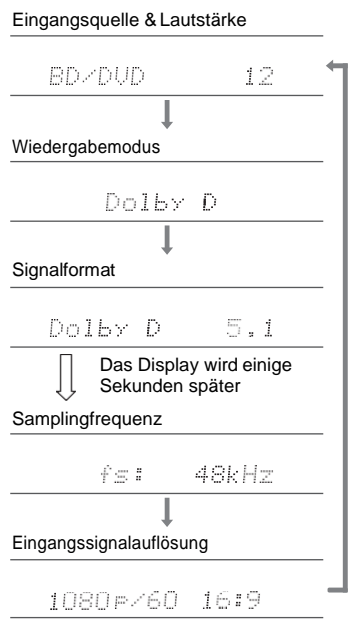 Eingangsquelle & Lautstärke
BD/DVD 12
Wiedergabemodus
Dolby D
Signalformat
Dolby D 5.1
Das Display wird einige
Sekunden später
Samplingfrequenz
fs: 48kHz
Eingangssignalauflösung
1080p/60 16:9